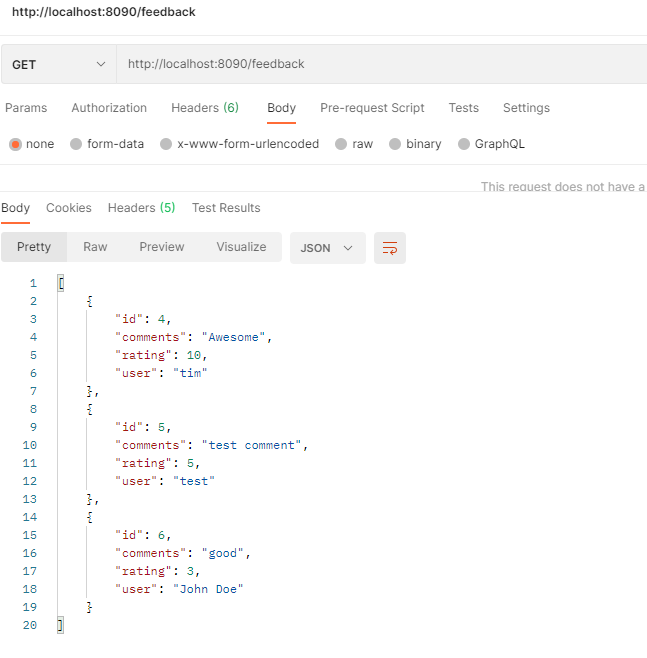 http://localhost:8090/feedback
GET http://localhost:8090/feedback
Params Authorization Headers (6) Body Pre-request Script Tests Settings
none form-data x-www-form-urlencoded raw binary GraphQL
This request does not have a
Body Cookies Headers (5) Test Results
Pretty Raw Preview Visualize JSON
1 [
2 {
3 "id": 4,
4 "comments": "Awesome",
5 "rating": 10,
6 "user": "tim"
7 },
8 {
9 "id": 5,
10 "comments": "test comment",
11 "rating": 5,
12 "user": "test"
13 },
14 {
15 "id": 6,
16 "comments": "good",
17 "rating": 3,
18 "user": "John Doe"
19 }
20 ]